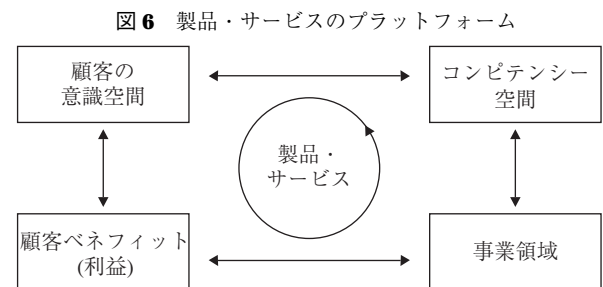 図6 製品・サービスのプラットフォーム
顧客の
意識空間
コンピテンシー
空間
製品・
サービス
顧客ベネフィット
(利益)
事業領域